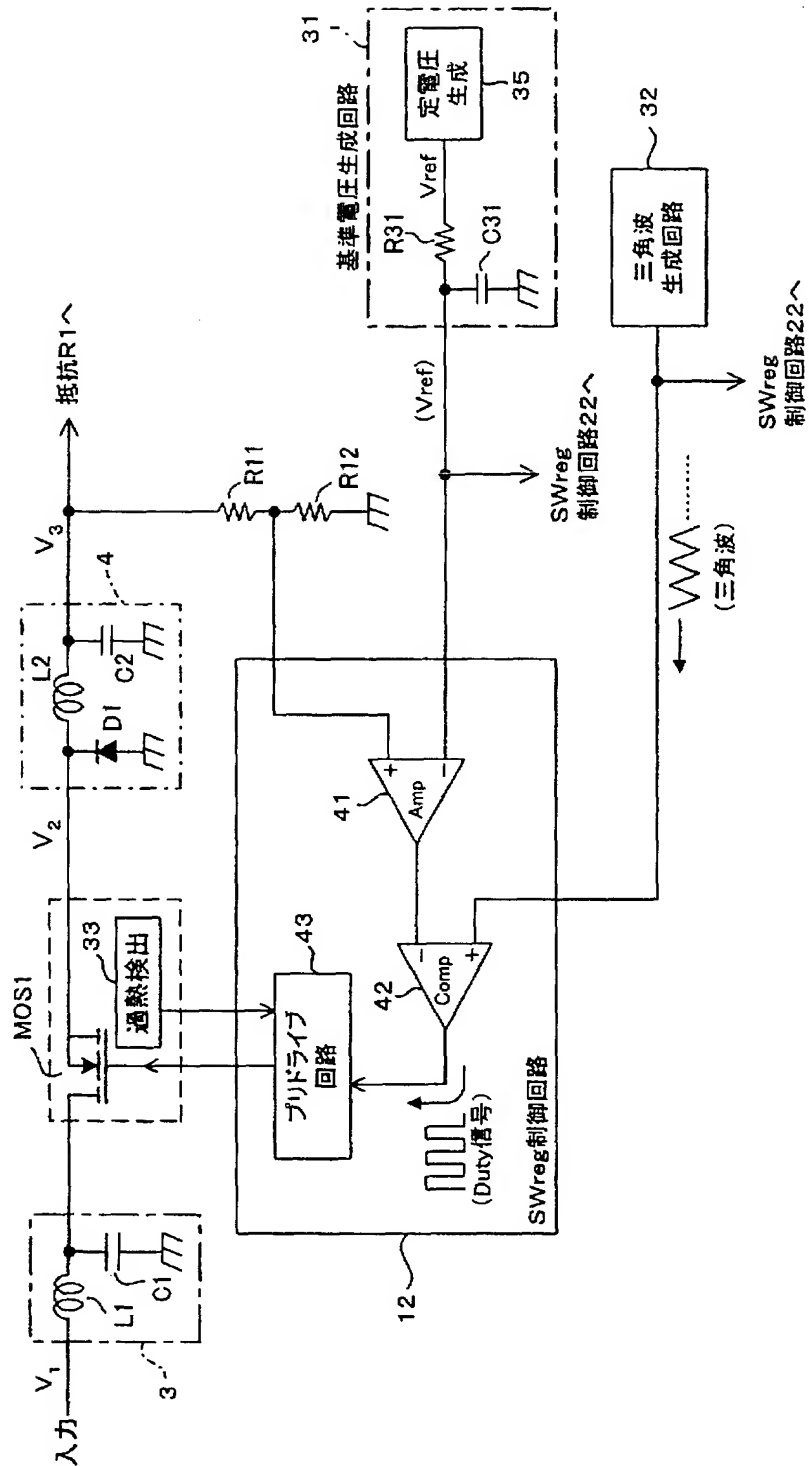 入力
V1
3
L1
C1
MOS1
33
過熱検出
V2
4
L2
D1
C2
V3
抵抗R1へ
R11
R12
基準電圧生成回路
31
定電圧
生成
35
Vref
R31
C31
(Vref)
SWreg
制御回路22へ
三角波
生成回路
32
SWreg
制御回路22へ
(三角波)
41
Amp
+
-
42
Comp
-
+
43
プリドライブ
回路
(Duty信号)
SWreg制御回路
12